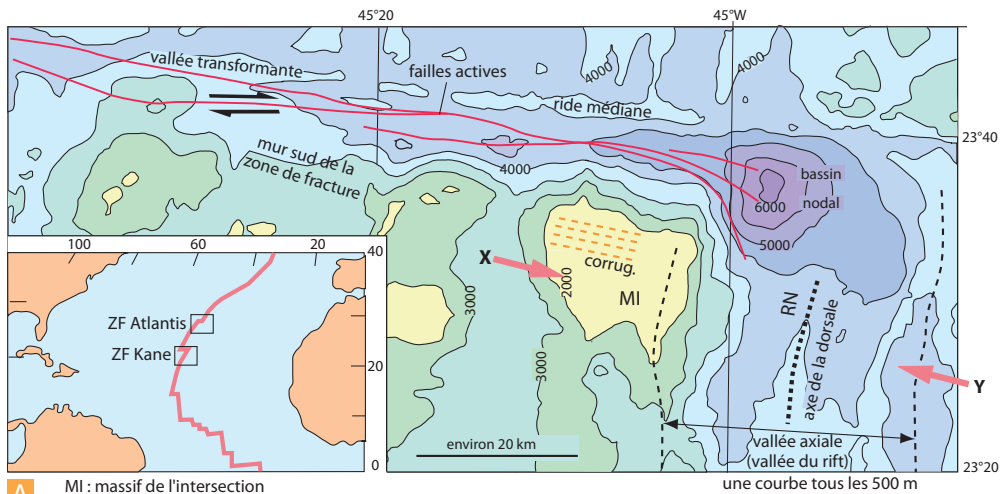 45°20
45°W
vallée transformante
failles actives
4000
4000
ride médiane
23°40
mur sud de la
zone de fracture
4000
bassin
nodal
6000
5000
X
corrug.
2000
MI
3000
3000
RN
axe de la dorsale
Y
100
60
20
40
ZF Atlantis
ZF Kane
20
0
environ 20 km
vallée axiale
(vallée du rift)
23°20
A
MI : massif de l'intersection
une courbe tous les 500 m